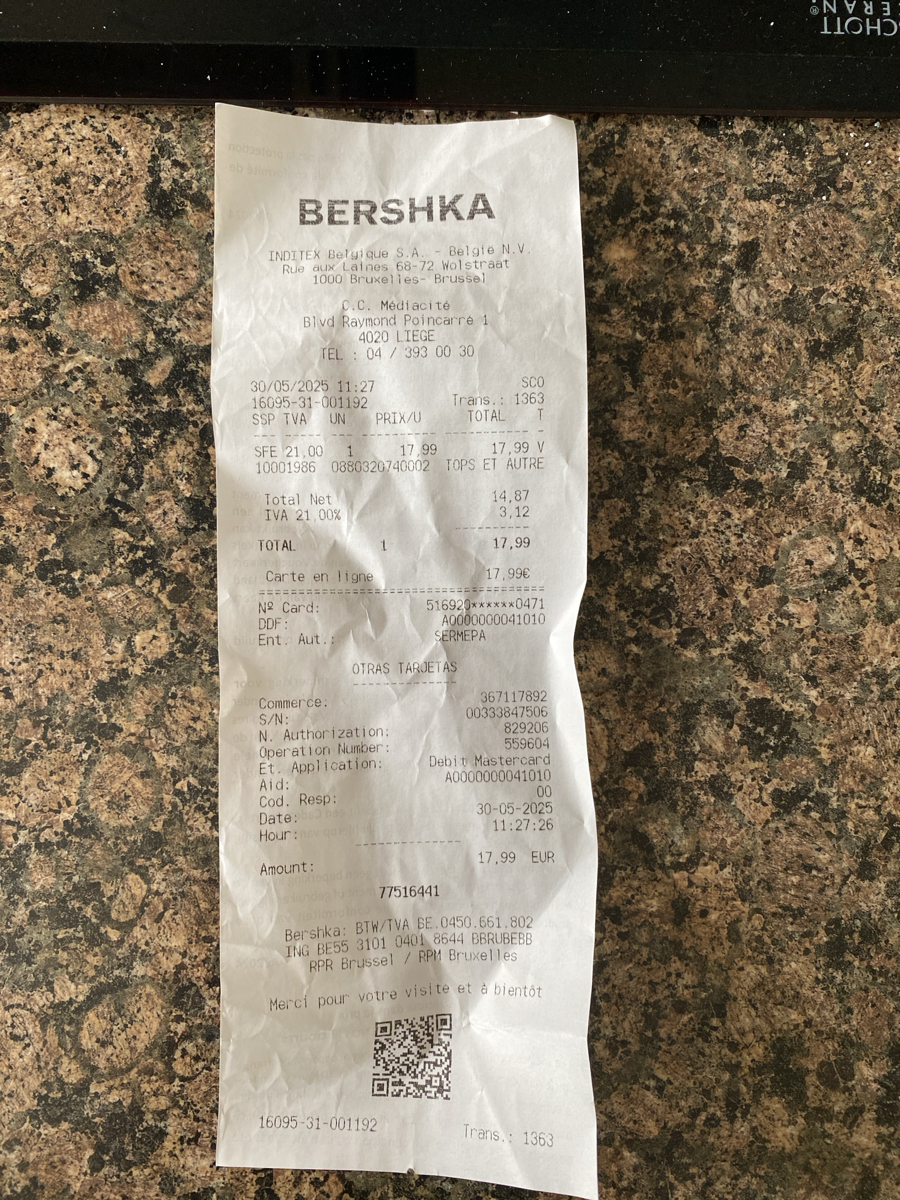 SCHOTT
CERAN®
BERSHKA
INDITEX Belgique S.A. - België N.V.
Rue aux Laines 68-72 Wolstraat
1000 Bruxelles- Brussel
C.C. Médiacité
Blvd Raymond Poincarré 1
4020 LIEGE
TEL : 04 / 393 00 30
30/05/2025 11:27 SCO
16095-31-001192 Trans.: 1363
SSP TVA UN PRIX/U TOTAL T
SFE 21,00 1 17,99 17,99 V
10001986 0880320740002 TOPS ET AUTRE
Total Net 14,87
IVA 21,00% 3,12
TOTAL 1 17,99
Carte en ligne 17,99€
Nº Card: 516920******0471
DDF: A0000000041010
Ent. Aut.: SERMEPA
OTRAS TARJETAS
Commerce: 367117892
S/N: 00333847506
N. Authorization: 829206
Operation Number: 559604
Et. Application: Debit Mastercard
Aid: A0000000041010
Cod. Resp: 00
Date: 30-05-2025
Hour: 11:27:26
Amount: 17,99 EUR
77516441
Bershka: BTW/TVA BE.0450.661.802
ING BE55 3101 0401 8644 BBRUBEBB
RPR Brussel / RPM Bruxelles
Merci pour votre visite et à bientôt
16095-31-001192 Trans.: 1363